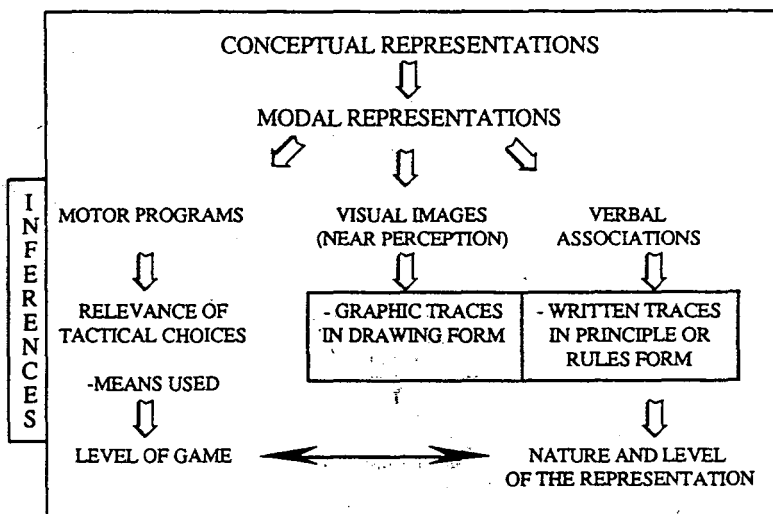 CONCEPTUAL REPRESENTATIONS
MODAL REPRESENTATIONS
INFERENCES
MOTOR PROGRAMS
VISUAL IMAGES
(NEAR PERCEPTION)
VERBAL
ASSOCIATIONS
RELEVANCE OF
TACTICAL CHOICES
- GRAPHIC TRACES
IN DRAWING FORM
- WRITTEN TRACES
IN PRINCIPLE OR
RULES FORM
-MEANS USED
LEVEL OF GAME
NATURE AND LEVEL
OF THE REPRESENTATION